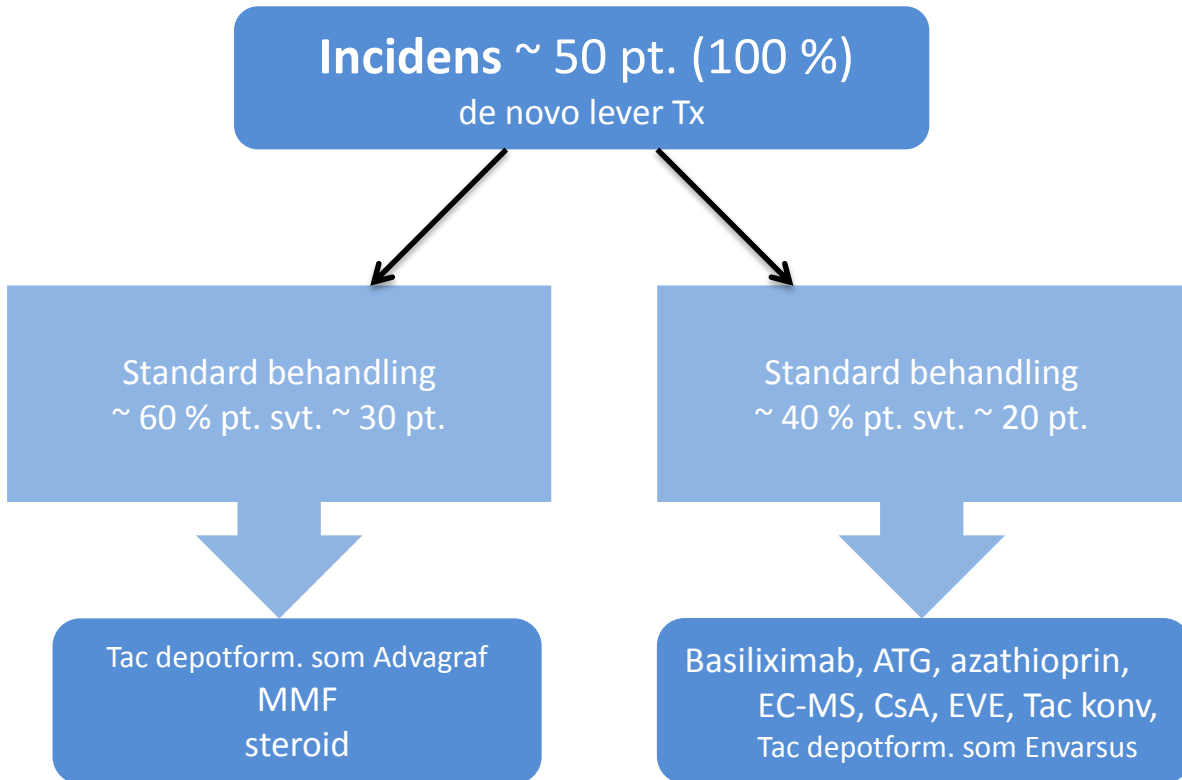 Incidens ~ 50 pt. (100 %)
de novo lever Tx
Standard behandling
~ 60 % pt. svt. ~ 30 pt.
Standard behandling
~ 40 % pt. svt. ~ 20 pt.
Tac depotform. som Advagraf
MMF
steroid
Basiliximab, ATG, azathioprin,
EC-MS, CsA, EVE, Tac konv,
Tac depotform. som Envarsus